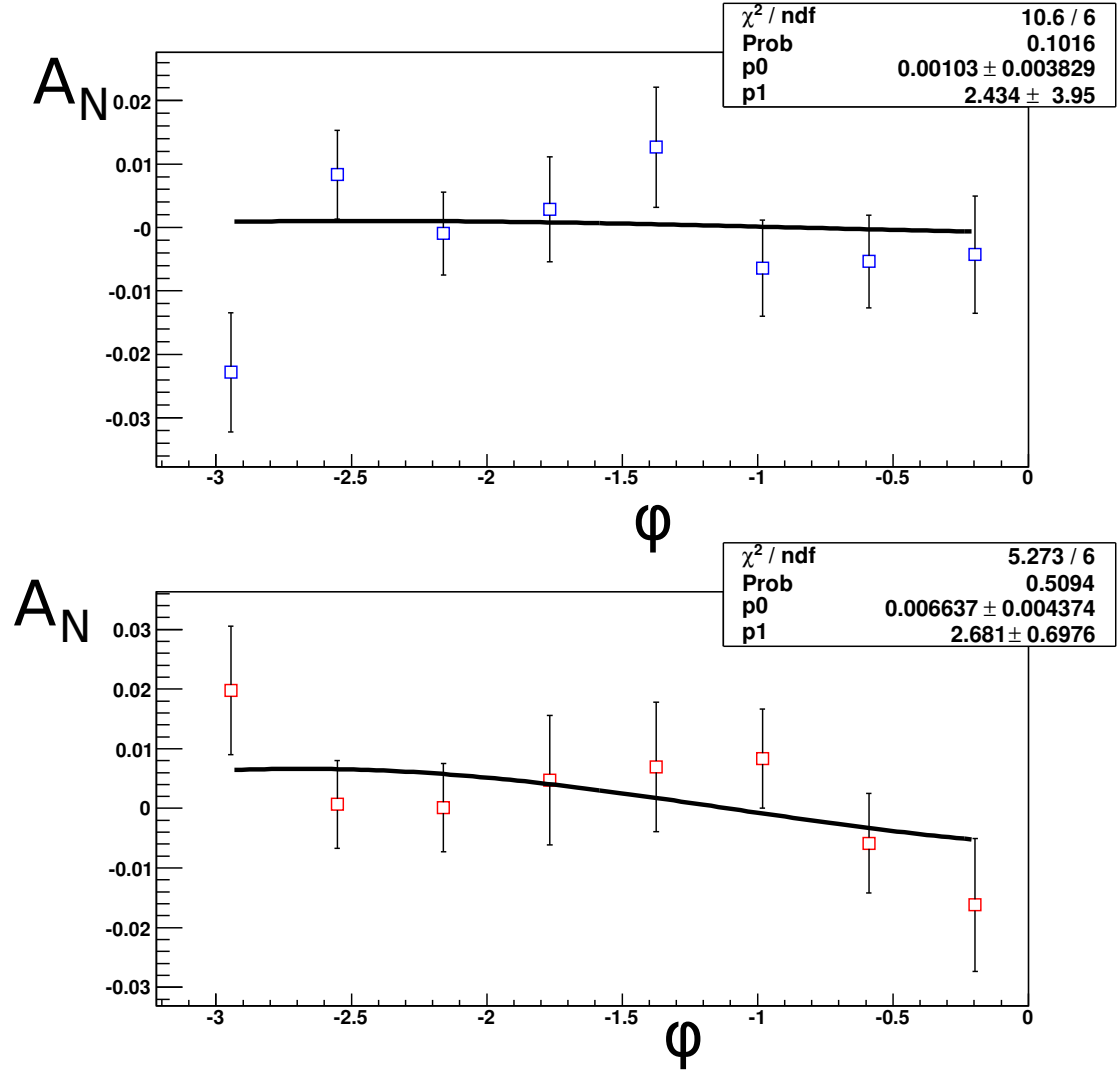 χ² / ndf 10.6 / 6
Prob 0.1016
p0 0.00103 ± 0.003829
p1 2.434 ± 3.95
A_N
0.02
0.01
-0
-0.01
-0.02
-0.03
-3 -2.5 -2 -1.5 -1 -0.5 0
φ
χ² / ndf 5.273 / 6
Prob 0.5094
p0 0.006637 ± 0.004374
p1 2.681 ± 0.6976
A_N
0.03
0.02
0.01
0
-0.01
-0.02
-0.03
-3 -2.5 -2 -1.5 -1 -0.5 0
φ